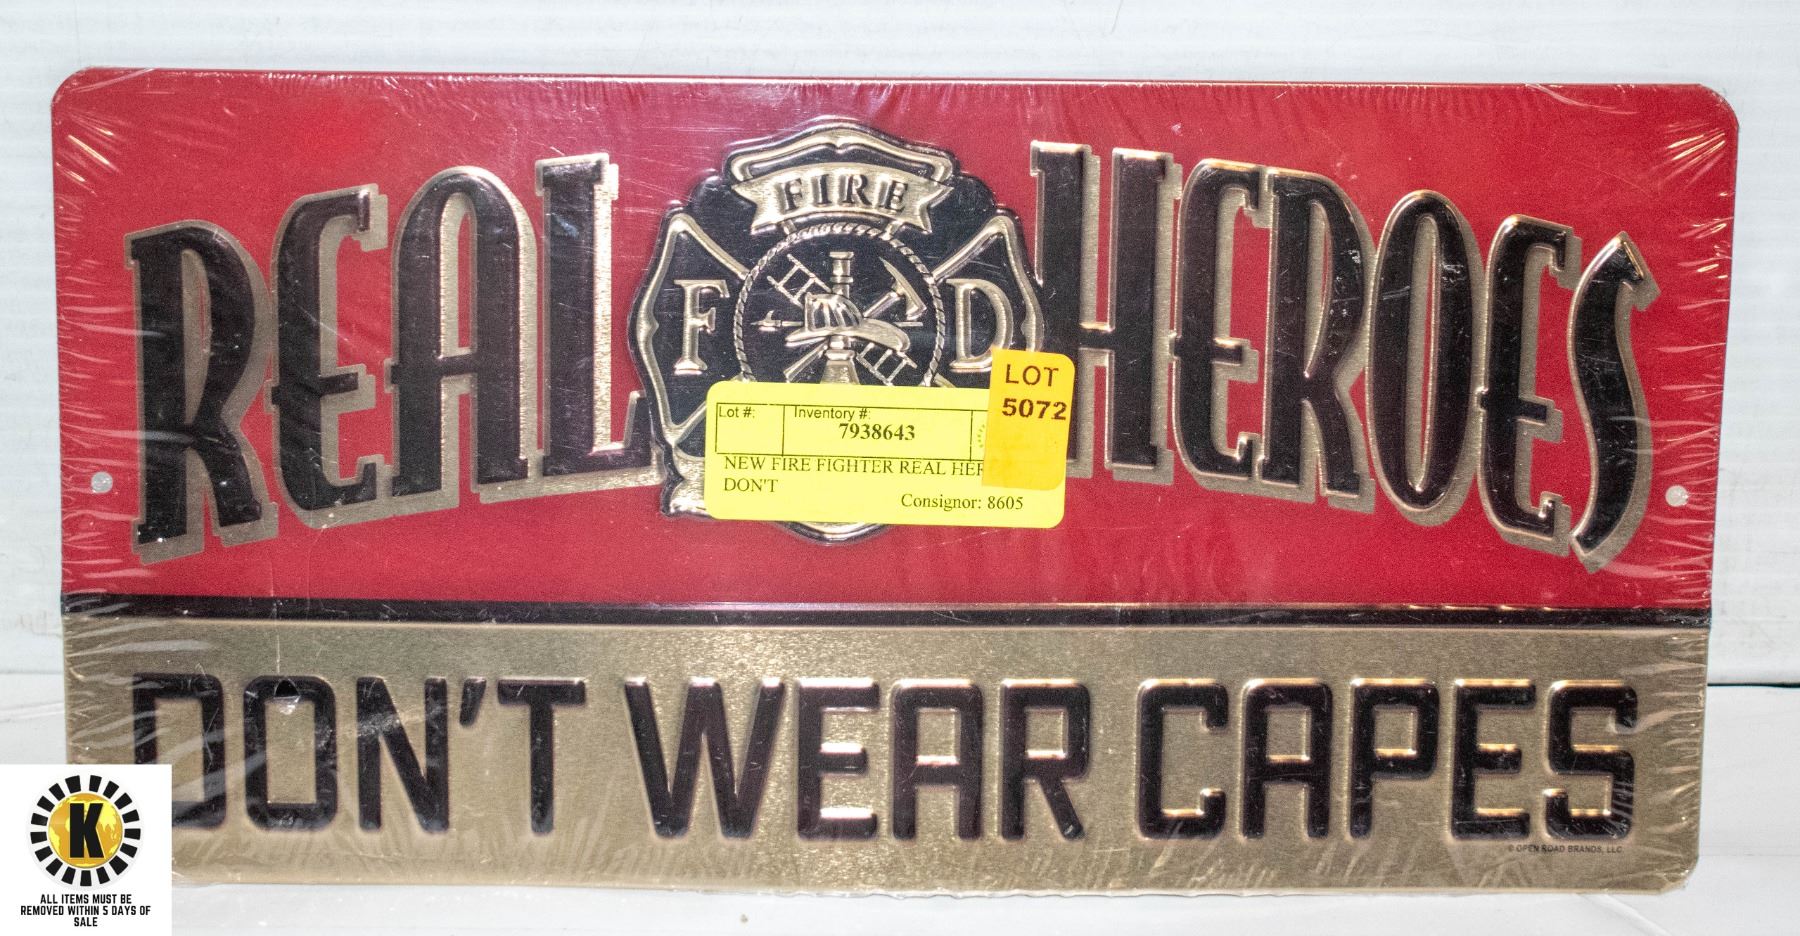 REAL HEROES
FIRE
F D
LOT
5072
Lot #: Inventory #:
7938643
NEW FIRE FIGHTER REAL HER
DON'T
Consignor: 8605
DON'T WEAR CAPES
© OPEN ROAD BRANDS, LLC
K
ALL ITEMS MUST BE
REMOVED WITHIN 5 DAYS OF
SALE